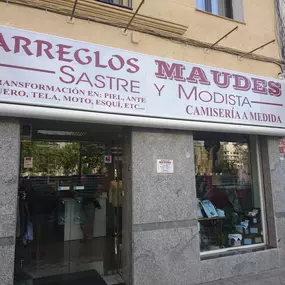 ARREGLOS MAUDES
SASTRE Y MODISTA
TRANSFORMACIÓN EN: PIEL, ANTE
CUERO, TELA, MOTO, ESQUÍ, ETC...
CAMISERÍA A MEDIDA